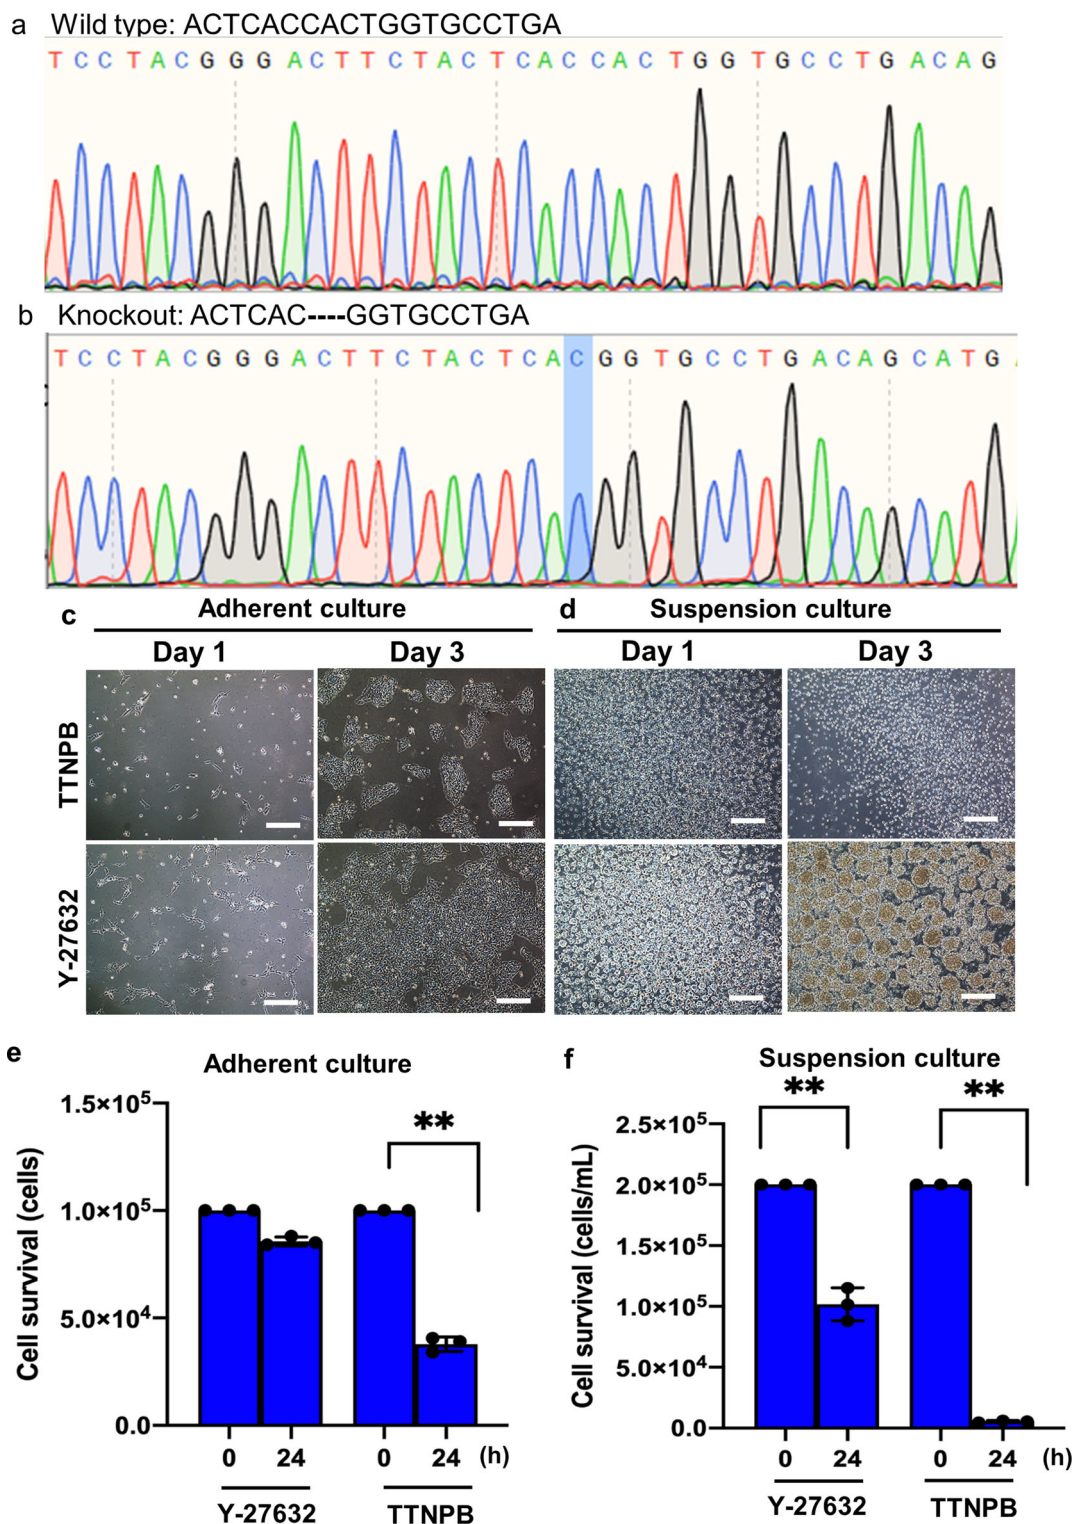 a Wild type: ACTCACCACTGGTGCCTGA
T C C T A C G G G A C T T C T A C T C A C C A C T G G T G C C T G A C A G
b Knockout: ACTCAC----GGTGCCTGA
T C C T A C G G G A C T T C T A C T C A C G G T G C C T G A C A G C A T G A
c Adherent culture
Day 1 Day 3
TTNPB
Y-27632
d Suspension culture
Day 1 Day 3
e Adherent culture
**
Cell survival (cells)
1.5×10⁵
1.0×10⁵
5.0×10⁴
0.0
0 24 0 24 (h)
Y-27632 TTNPB
f Suspension culture
** **
Cell survival (cells/mL)
2.5×10⁵
2.0×10⁵
1.5×10⁵
1.0×10⁵
5.0×10⁴
0.0
0 24 0 24 (h)
Y-27632 TTNPB